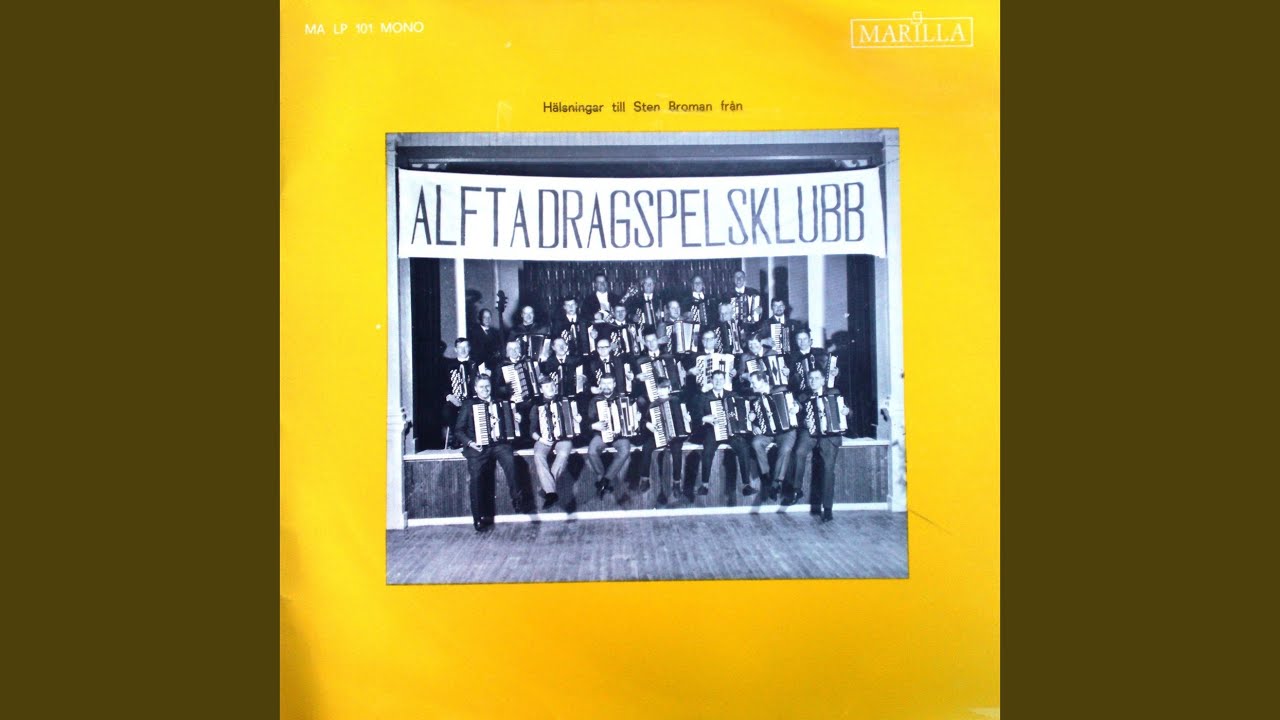 MA LP 101 MONO
MARILLA
Hälsningar till Sten Broman från
ALFTA DRAGSPELSKLUBB